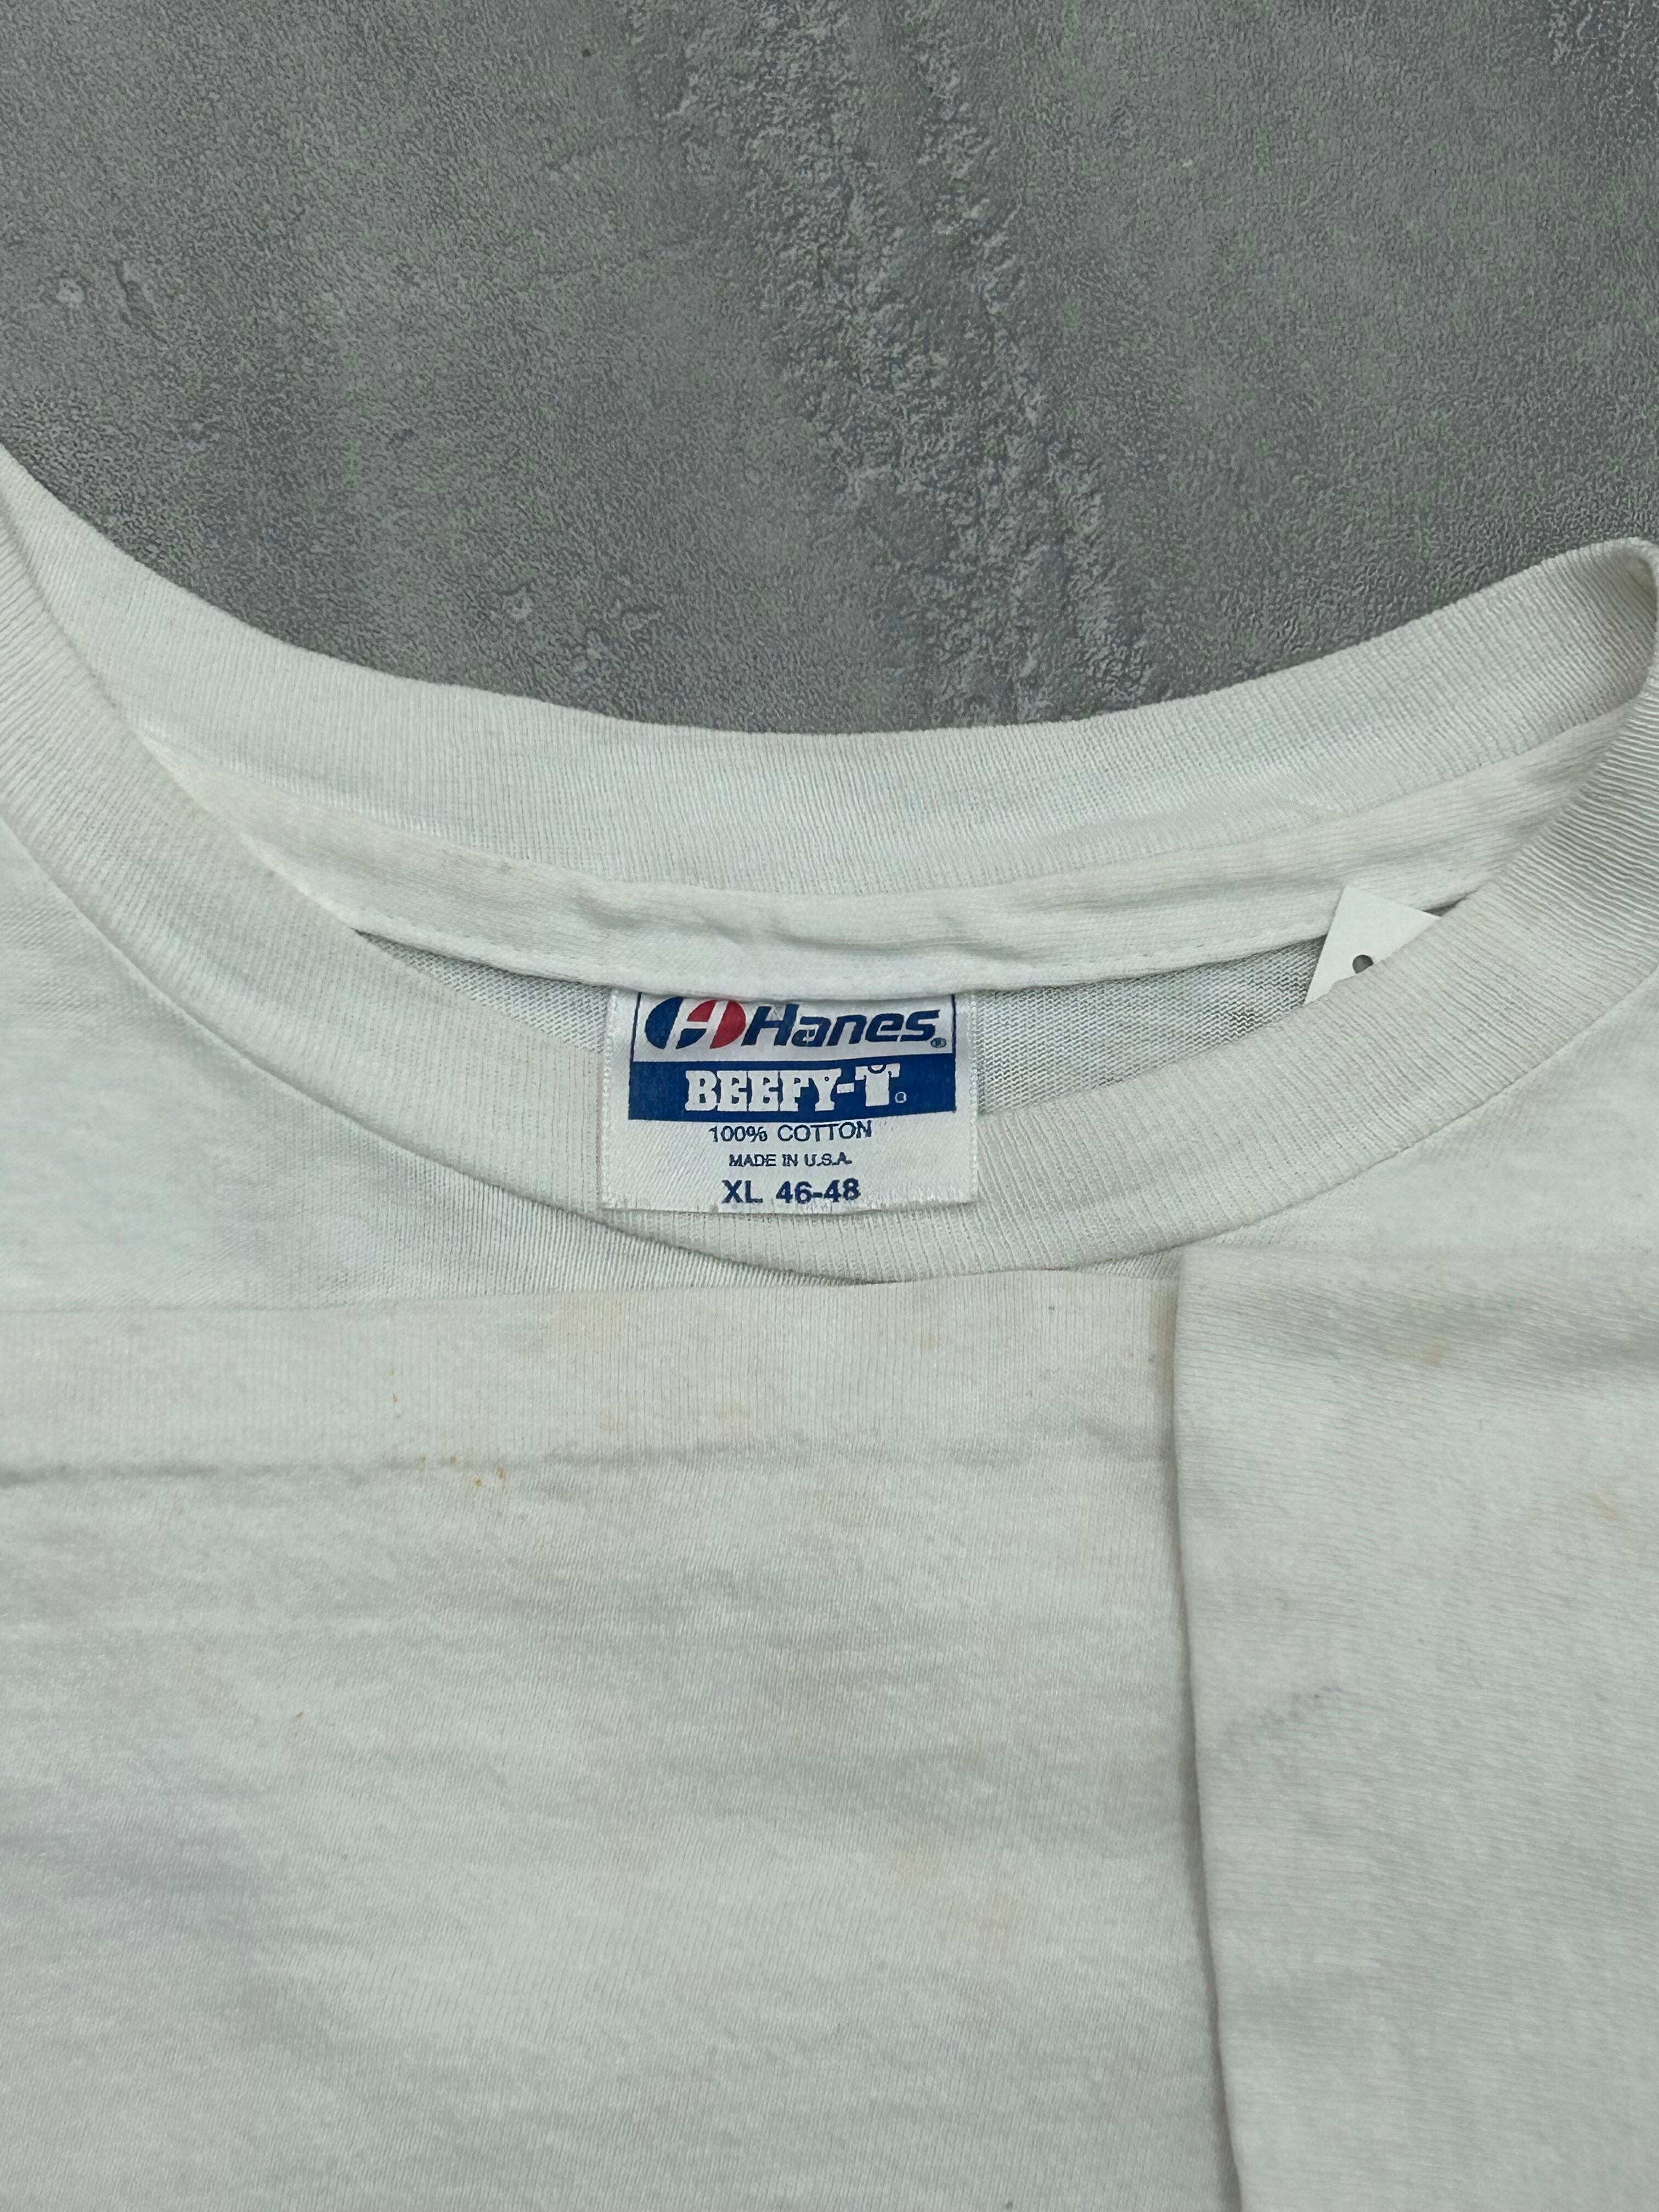 Hanes®
BEEFY-T®
100% COTTON
MADE IN U.S.A.
XL 46-48